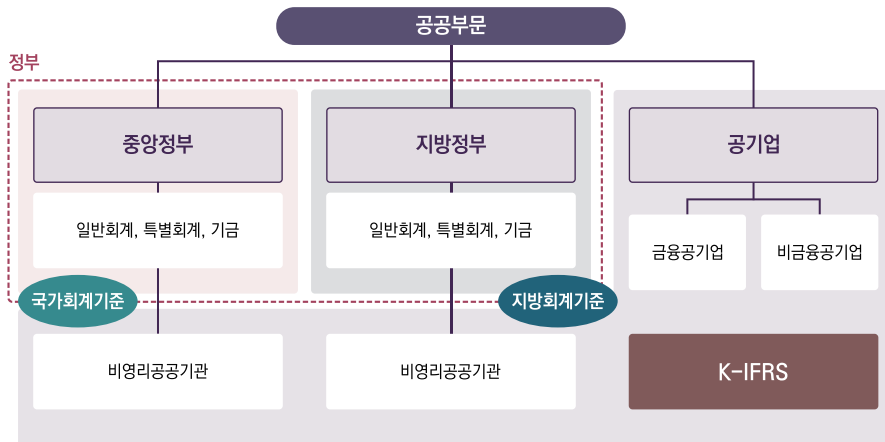 공공부문
정부
중앙정부
지방정부
공기업
일반회계, 특별회계, 기금
일반회계, 특별회계, 기금
금융공기업
비금융공기업
국가회계기준
지방회계기준
비영리공공기관
비영리공공기관
K-IFRS